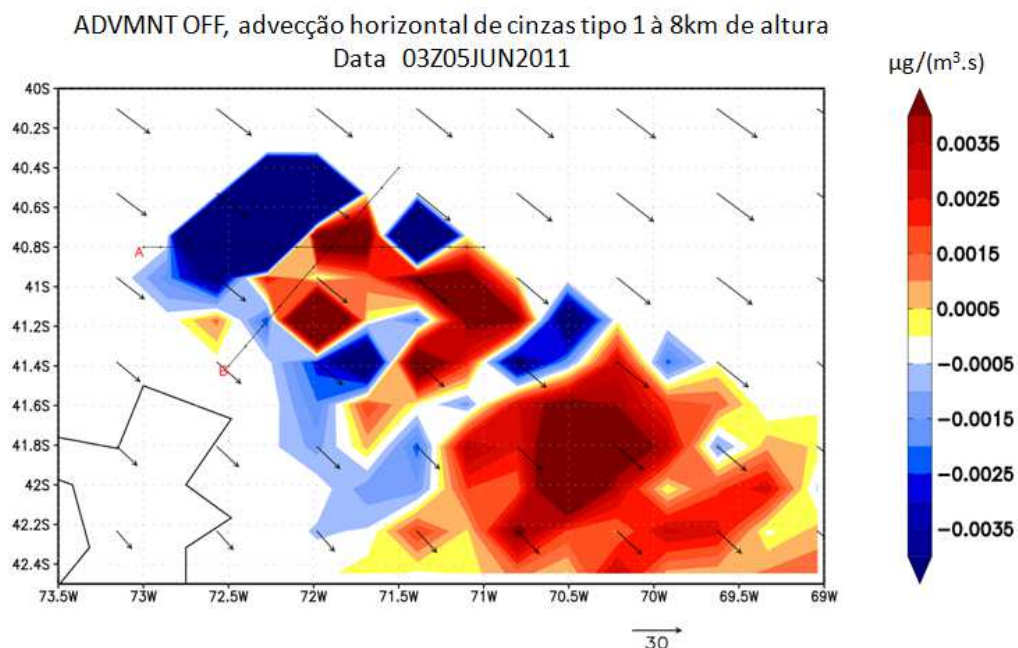 ADVMNT OFF, advecção horizontal de cinzas tipo 1 à 8km de altura
Data 03Z05JUN2011
µg/(m³.s)
40S
40.2S
40.4S
40.6S
40.8S
41S
41.2S
41.4S
41.6S
41.8S
42S
42.2S
42.4S
A
B
73.5W 73W 72.5W 72W 71.5W 71W 70.5W 70W 69.5W 69W
30
0.0035
0.0025
0.0015
0.0005
−0.0005
−0.0015
−0.0025
−0.0035